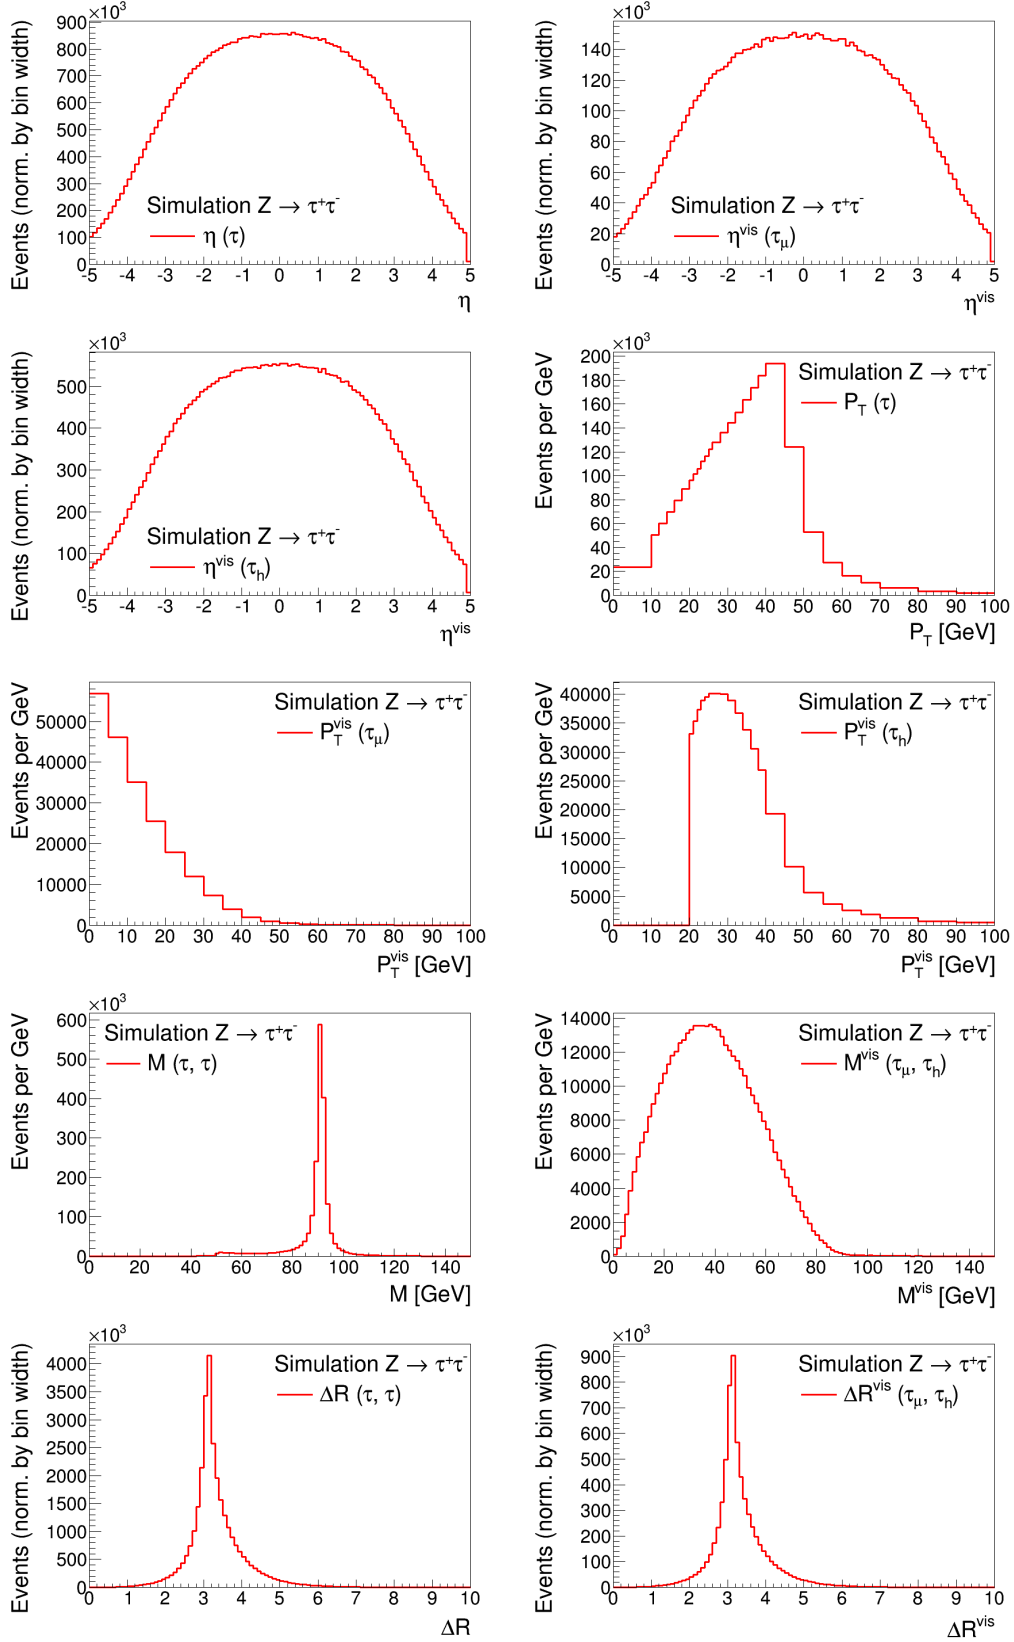 ×10³
900
800
700
600
500
400
300
200
100
0
Events (norm. by bin width)
Simulation Z → τ⁺τ⁻
η (τ)
-5 -4 -3 -2 -1 0 1 2 3 4 5
η
×10³
140
120
100
80
60
40
20
0
Events (norm. by bin width)
Simulation Z → τ⁺τ⁻
η^vis (τ_μ)
-5 -4 -3 -2 -1 0 1 2 3 4 5
η^vis
×10³
500
400
300
200
100
0
Events (norm. by bin width)
Simulation Z → τ⁺τ⁻
η^vis (τ_h)
-5 -4 -3 -2 -1 0 1 2 3 4 5
η^vis
×10³
200
180
160
140
120
100
80
60
40
20
0
Events per GeV
Simulation Z → τ⁺τ⁻
P_T (τ)
0 10 20 30 40 50 60 70 80 90 100
P_T [GeV]
50000
40000
30000
20000
10000
0
Events per GeV
Simulation Z → τ⁺τ⁻
P_T^vis (τ_μ)
0 10 20 30 40 50 60 70 80 90 100
P_T^vis [GeV]
40000
35000
30000
25000
20000
15000
10000
5000
0
Events per GeV
Simulation Z → τ⁺τ⁻
P_T^vis (τ_h)
0 10 20 30 40 50 60 70 80 90 100
P_T^vis [GeV]
×10³
600
500
400
300
200
100
0
Events per GeV
Simulation Z → τ⁺τ⁻
M (τ, τ)
0 20 40 60 80 100 120 140
M [GeV]
14000
12000
10000
8000
6000
4000
2000
0
Events per GeV
Simulation Z → τ⁺τ⁻
M^vis (τ_μ, τ_h)
0 20 40 60 80 100 120 140
M^vis [GeV]
×10³
4000
3500
3000
2500
2000
1500
1000
500
0
Events (norm. by bin width)
Simulation Z → τ⁺τ⁻
ΔR (τ, τ)
0 1 2 3 4 5 6 7 8 9 10
ΔR
×10³
900
800
700
600
500
400
300
200
100
0
Events (norm. by bin width)
Simulation Z → τ⁺τ⁻
ΔR^vis (τ_μ, τ_h)
0 1 2 3 4 5 6 7 8 9 10
ΔR^vis